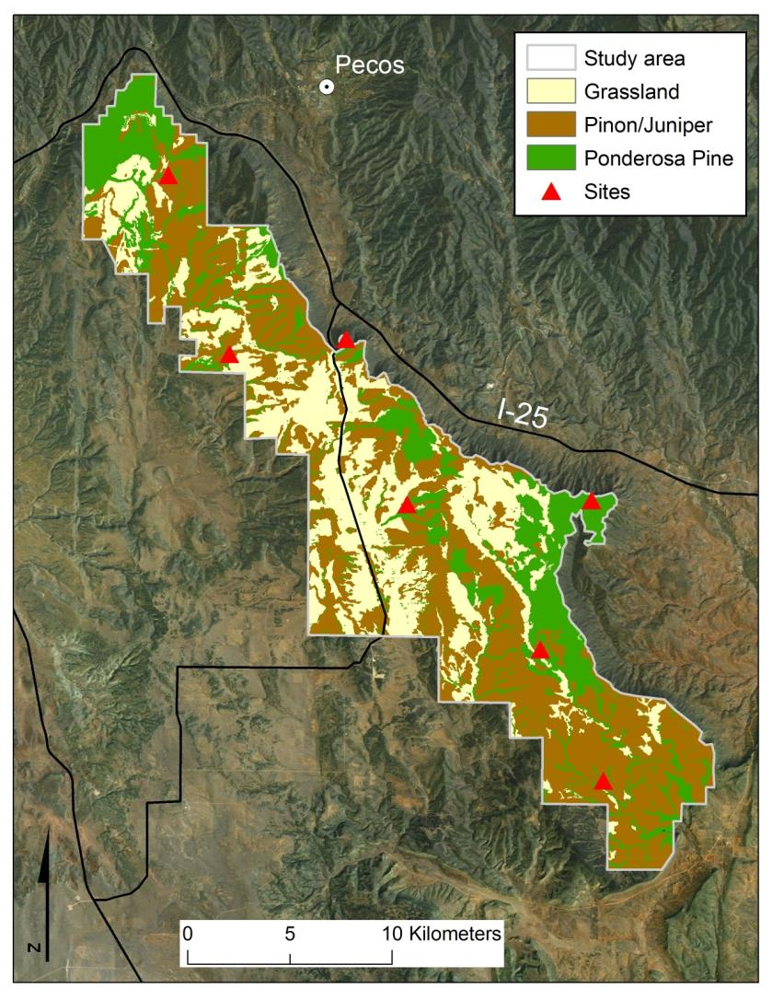 Pecos
Study area
Grassland
Pinon/Juniper
Ponderosa Pine
Sites
I-25
N
0 5 10 Kilometers